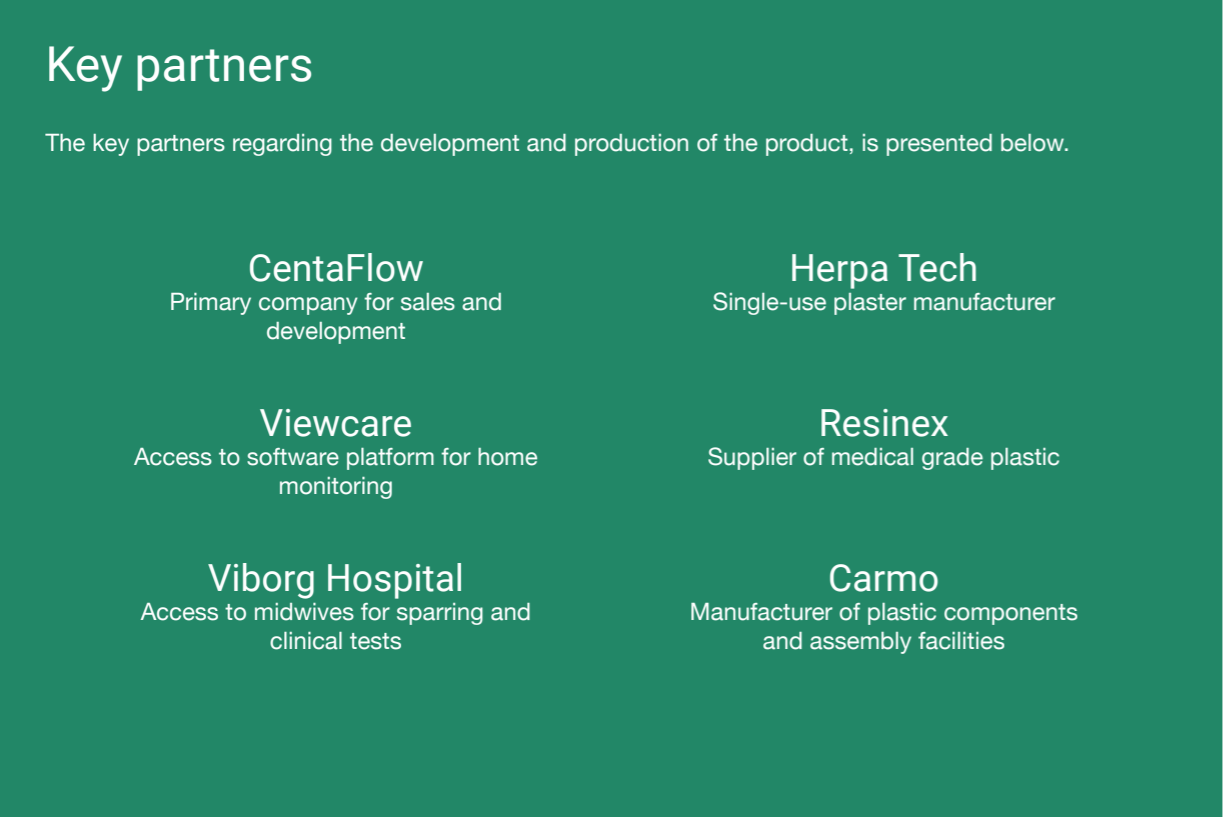 Key partners
The key partners regarding the development and production of the product, is presented below.
CentaFlow
Primary company for sales and
development
Herpa Tech
Single-use plaster manufacturer
Viewcare
Access to software platform for home
monitoring
Resinex
Supplier of medical grade plastic
Viborg Hospital
Access to midwives for sparring and
clinical tests
Carmo
Manufacturer of plastic components
and assembly facilities